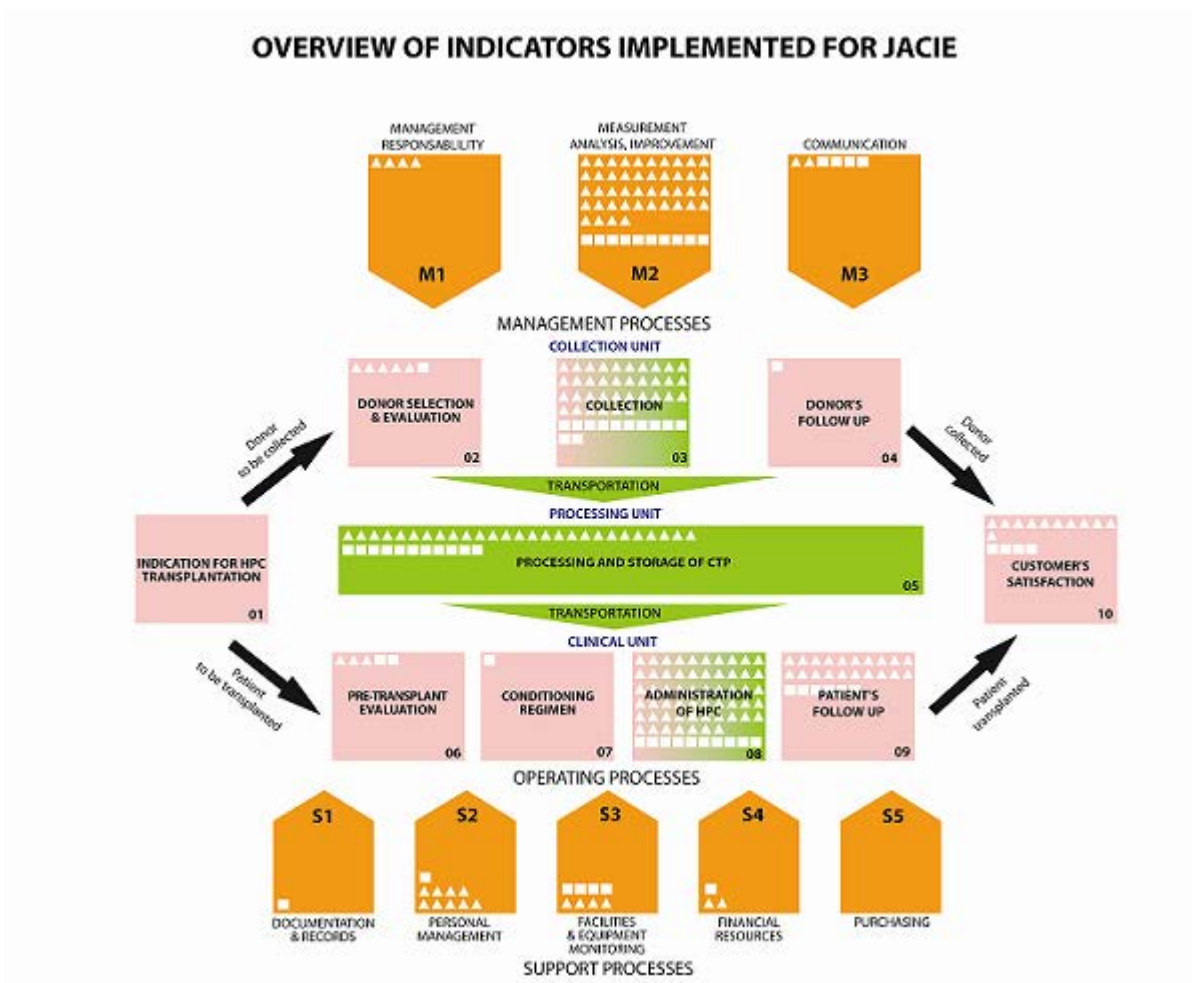 OVERVIEW OF INDICATORS IMPLEMENTED FOR JACIE
MANAGEMENT
RESPONSABLILITY
MEASUREMENT
ANALYSIS, IMPROVEMENT
COMMUNICATION
M1
M2
M3
MANAGEMENT PROCESSES
COLLECTION UNIT
DONOR SELECTION
& EVALUATION
02
COLLECTION
03
DONOR'S
FOLLOW UP
04
Donor
to be collected
Donor
collected
TRANSPORTATION
PROCESSING UNIT
INDICATION FOR HPC
TRANSPLANTATION
01
PROCESSING AND STORAGE OF CTP
05
CUSTOMER'S
SATISFACTION
10
TRANSPORTATION
CLINICAL UNIT
Patient
to be transplanted
PRE-TRANSPLANT
EVALUATION
06
CONDITIONING
REGIMEN
07
ADMINISTRATION
OF HPC
08
PATIENT'S
FOLLOW UP
09
Patient
transplanted
OPERATING PROCESSES
S1
S2
S3
S4
S5
DOCUMENTATION
& RECORDS
PERSONAL
MANAGEMENT
FACILITIES
& EQUIPMENT
MONITORING
FINANCIAL
RESOURCES
PURCHASING
SUPPORT PROCESSES